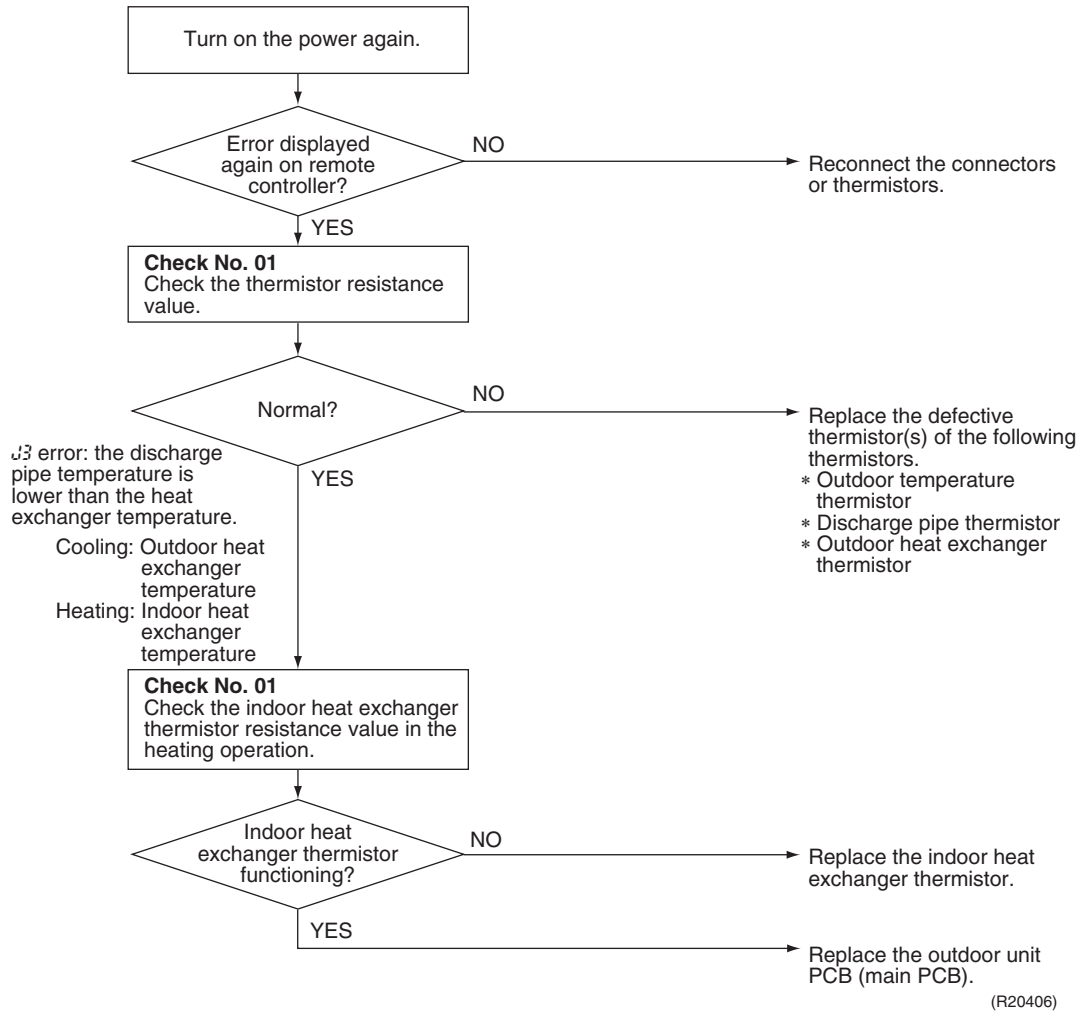 Turn on the power again.
Error displayed
again on remote
controller?
NO
Reconnect the connectors
or thermistors.
YES
Check No. 01
Check the thermistor resistance
value.
Normal?
NO
Replace the defective
thermistor(s) of the following
thermistors.
* Outdoor temperature
thermistor
* Discharge pipe thermistor
* Outdoor heat exchanger
thermistor
YES
J3 error: the discharge
pipe temperature is
lower than the heat
exchanger temperature.
Cooling: Outdoor heat
exchanger
temperature
Heating: Indoor heat
exchanger
temperature
Check No. 01
Check the indoor heat exchanger
thermistor resistance value in the
heating operation.
Indoor heat
exchanger thermistor
functioning?
NO
Replace the indoor heat
exchanger thermistor.
YES
Replace the outdoor unit
PCB (main PCB).
(R20406)